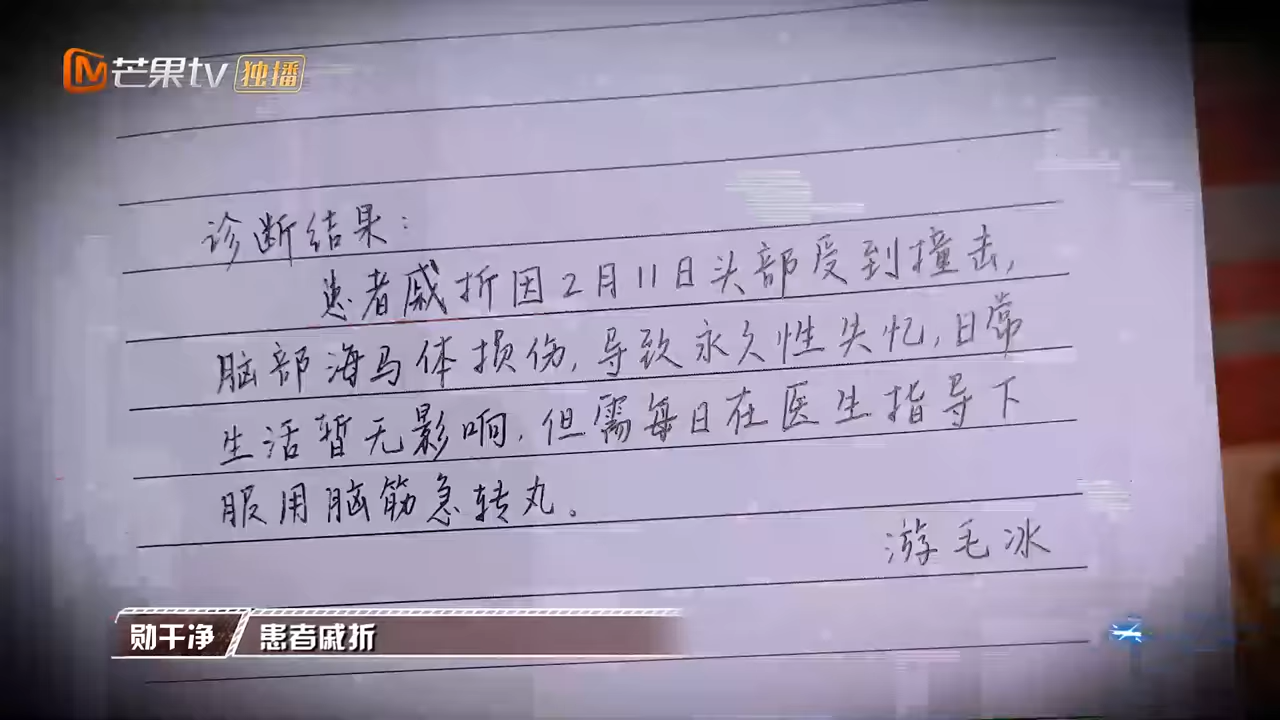 芒果tv 独播
诊断结果：
患者戚折因2月11日头部受到撞击，
脑部海马体损伤，导致永久性失忆，日常
生活暂无影响，但需每日在医生指导下
服用脑筋急转丸。
游毛冰
勋干净 患者戚折